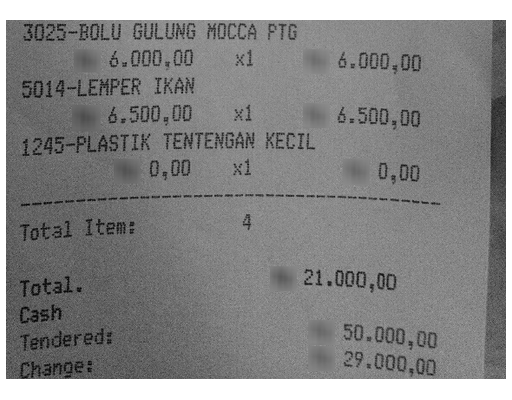 3025-BOLU GULUNG MOCCA PTG
6.000,00 x1 6.000,00
5014-LEMPER IKAN
6.500,00 x1 6.500,00
1245-PLASTIK TENTENGAN KECIL
0,00 x1 0,00
Total Item: 4
Total. 21.000,00
Cash
Tendered: 50.000,00
Change: 29.000,00